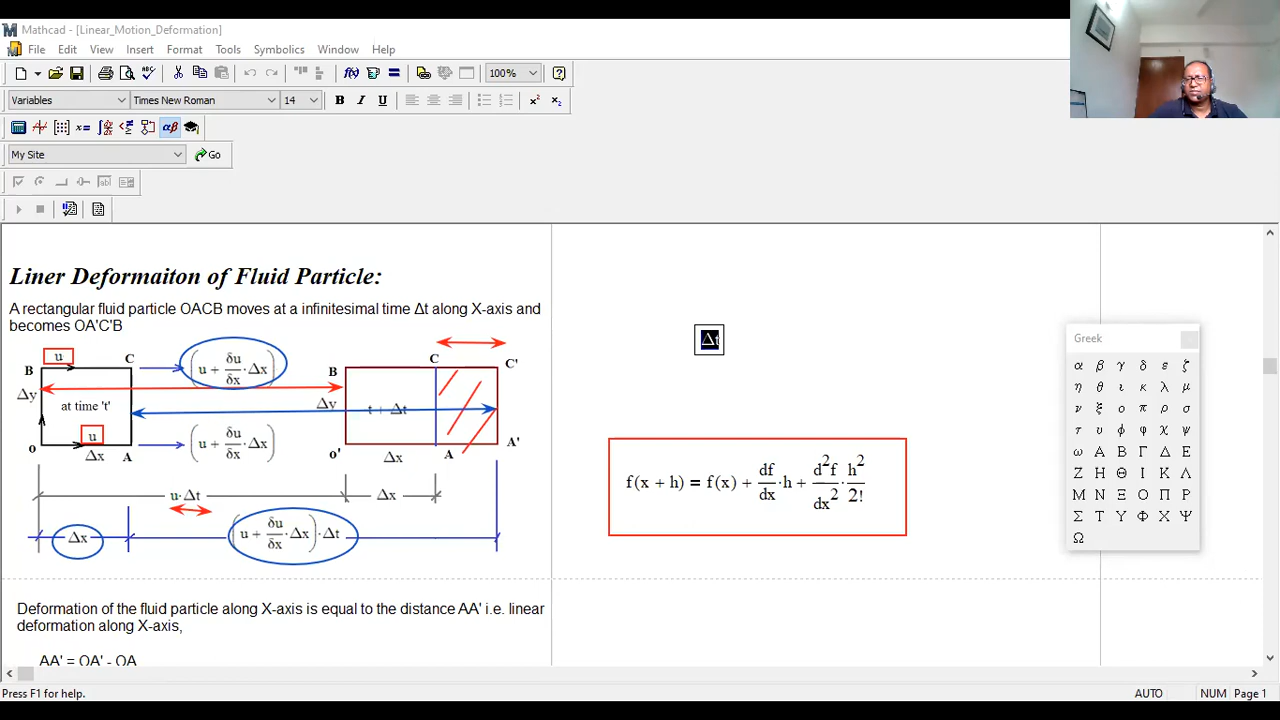 Mathcad - [Linear_Motion_Deformation]
File Edit View Insert Format Tools Symbolics Window Help
100%
Variables Times New Roman 14 B I U
αβ
My Site Go
Liner Deformaiton of Fluid Particle:
A rectangular fluid particle OACB moves at a infinitesimal time Δt along X-axis and
becomes OA'C'B
Δt
u C (u + δu/δx·Δx) C C'
B B
Δy at time 't' Δy t + Δt
u (u + δu/δx·Δx)
o Δx A o' Δx A A'
u·Δt Δx
Δx (u + δu/δx·Δx)·Δt
f(x + h) = f(x) + df/dx·h + d²f/dx²·h²/2!
Deformation of the fluid particle along X-axis is equal to the distance AA' i.e. linear
deformation along X-axis,
AA' = OA' - OA
Greek
α β γ δ ε ζ
η θ ι κ λ μ
ν ξ ο π ρ σ
τ υ ϕ φ χ ψ
ω Α Β Γ Δ Ε
Ζ Η Θ Ι Κ Λ
Μ Ν Ξ Ο Π Ρ
Σ Τ Υ Φ Χ Ψ
Ω
Press F1 for help. AUTO NUM Page 1